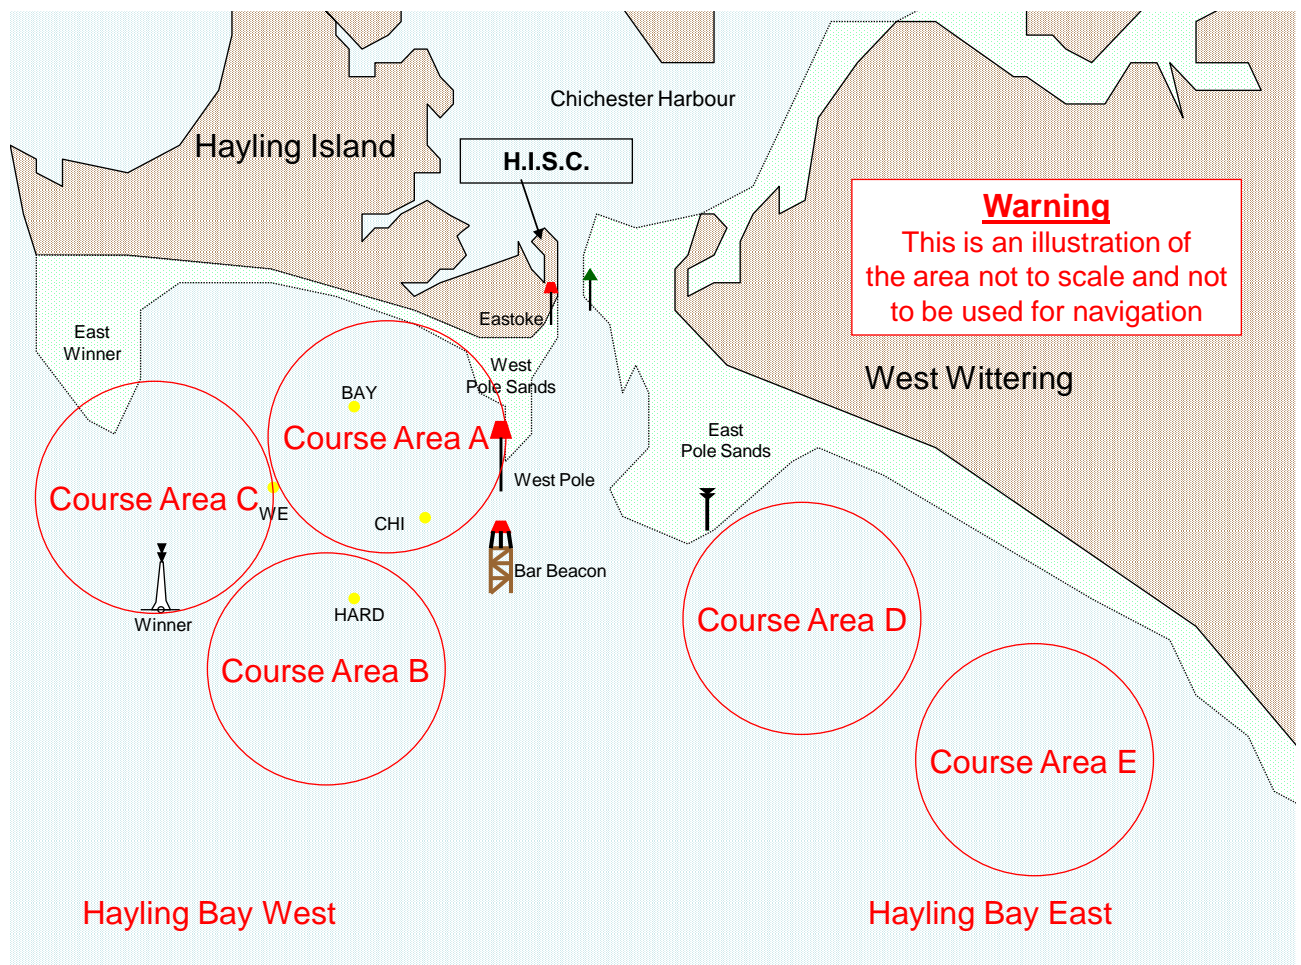 Chichester Harbour
Hayling Island
H.I.S.C.
Warning
This is an illustration of
the area not to scale and not
to be used for navigation
Eastoke
East
Winner
West
Pole Sands
West Wittering
BAY
Course Area A
East
Pole Sands
West Pole
Course Area C
WE
CHI
Bar Beacon
HARD
Winner
Course Area D
Course Area B
Course Area E
Hayling Bay West
Hayling Bay East